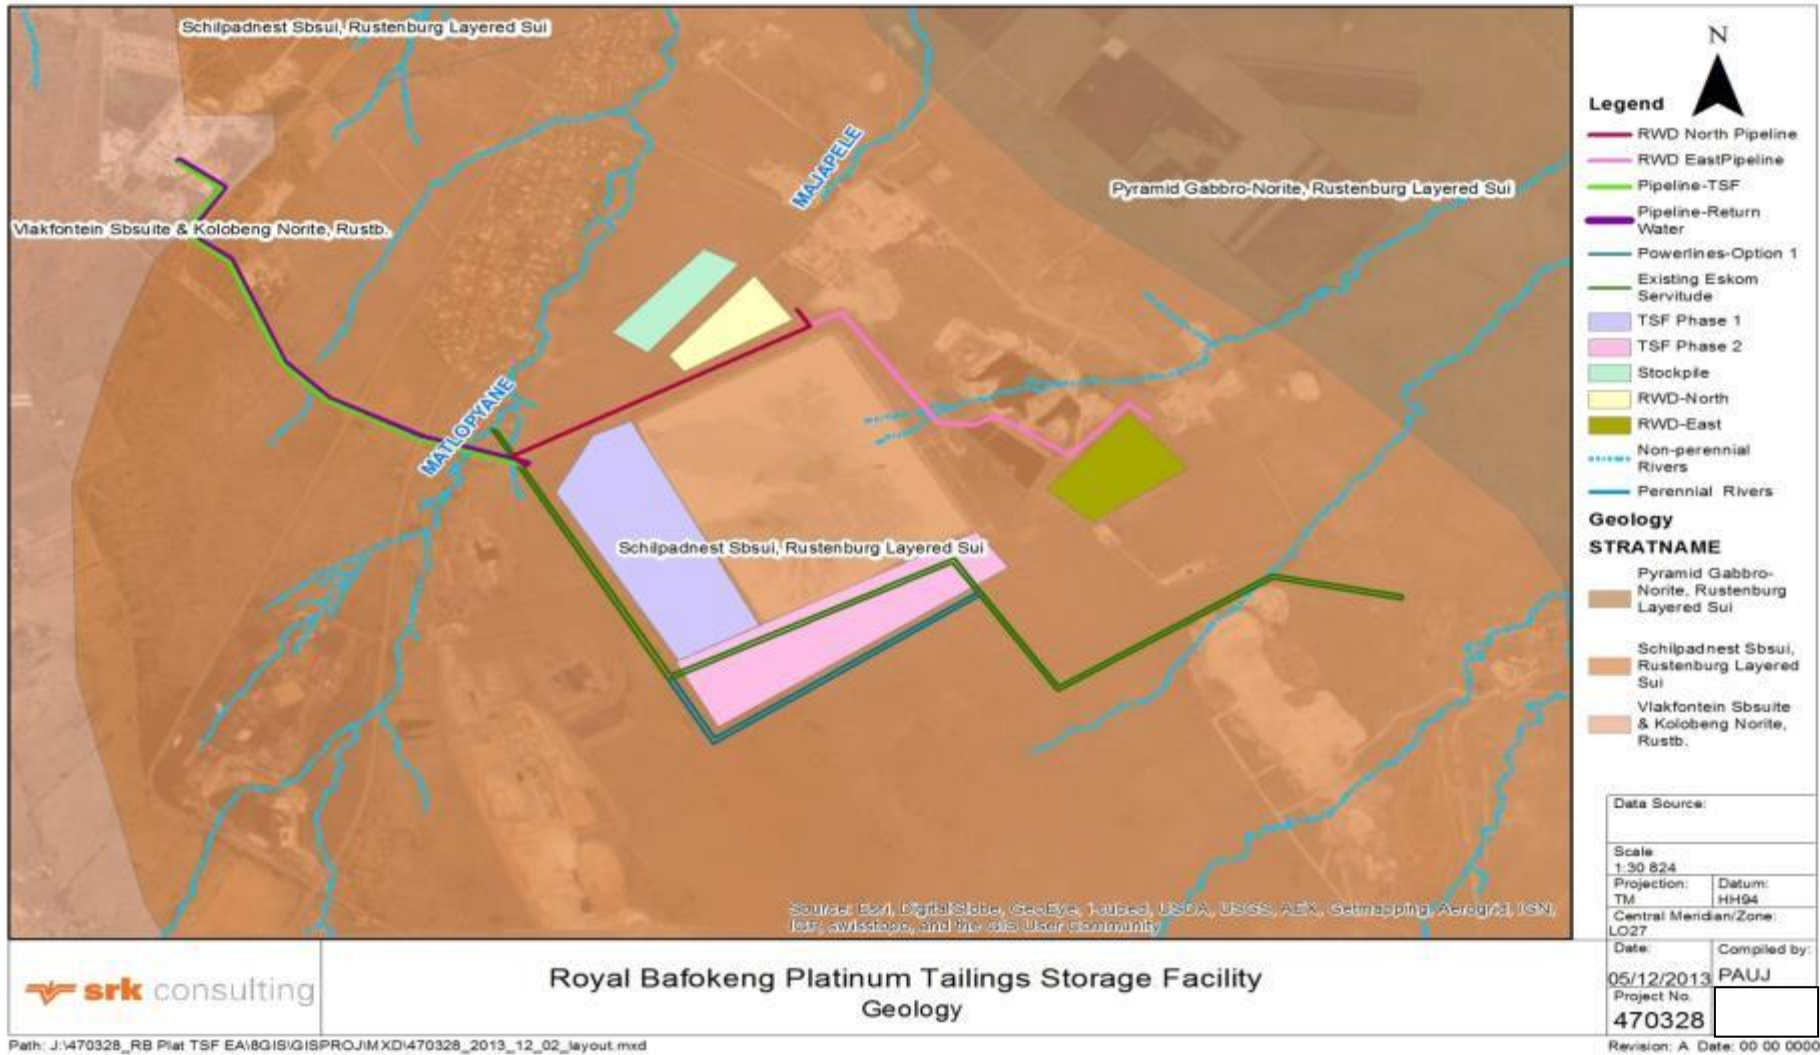 Schilpadnest Sbsui, Rustenburg Layered Sui
MAJAPELE
Pyramid Gabbro-Norite, Rustenburg Layered Sui
Vlakfontein Sbsuite & Kolobeng Norite, Rustb.
MATLOPYANE
Schilpadnest Sbsui, Rustenburg Layered Sui
Source: Esri, DigitalGlobe, GeoEye, i-cubed, USDA, USGS, AEX, Getmapping, Aerogrid, IGN,
IGP, swisstopo, and the GIS User Community
N
Legend
RWD North Pipeline
RWD EastPipeline
Pipeline-TSF
Pipeline-Return
Water
Powerlines-Option 1
Existing Eskom
Servitude
TSF Phase 1
TSF Phase 2
Stockpile
RWD-North
RWD-East
Non-perennial
Rivers
Perennial Rivers
Geology
STRATNAME
Pyramid Gabbro-
Norite, Rustenburg
Layered Sui
Schilpadnest Sbsui,
Rustenburg Layered
Sui
Vlakfontein Sbsuite
& Kolobeng Norite,
Rustb.
Data Source:
Scale
1:30 824
Projection:
TM
Datum:
HH94
Central Meridian/Zone:
LO27
Date:
05/12/2013
Compiled by:
PAUJ
Project No.
470328
srk consulting
Royal Bafokeng Platinum Tailings Storage Facility
Geology
Path: J:\470328_RB Plat TSF EA\8GIS\GISPROJ\MXD\470328_2013_12_02_layout.mxd
Revision: A Date: 00 00 0000